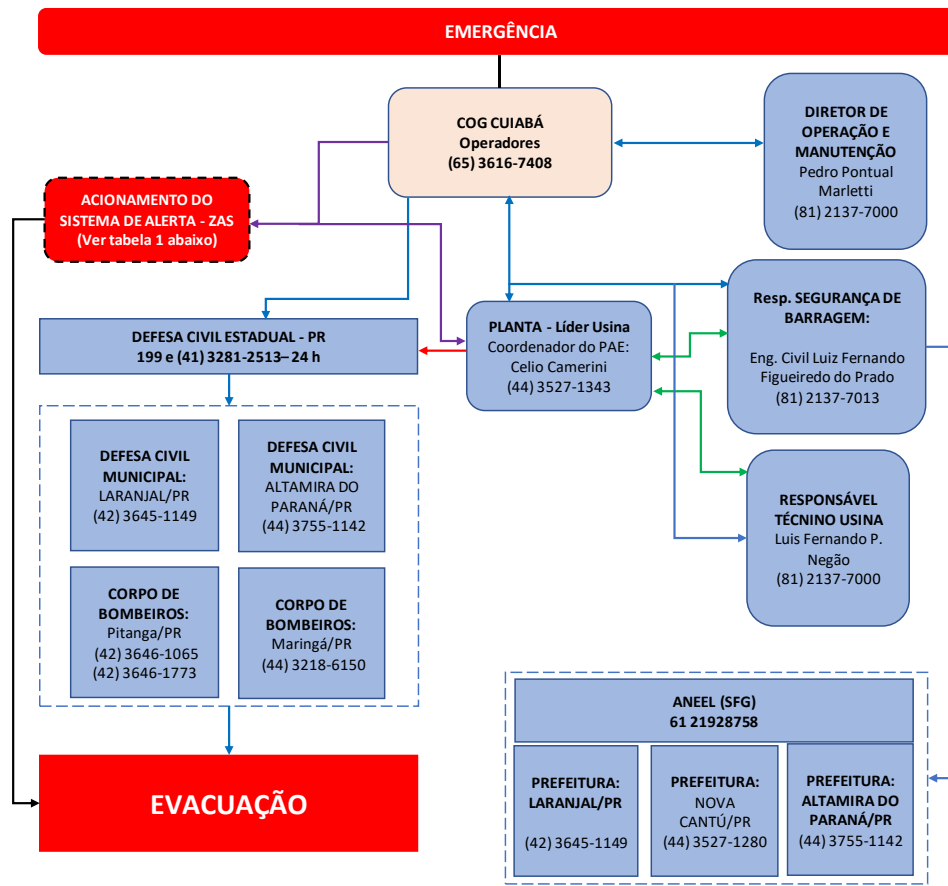 EMERGÊNCIA
COG CUIABÁ
Operadores
(65) 3616-7408
DIRETOR DE
OPERAÇÃO E
MANUTENÇÃO
Pedro Pontual
Marletti
(81) 2137-7000
ACIONAMENTO DO
SISTEMA DE ALERTA - ZAS
(Ver tabela 1 abaixo)
DEFESA CIVIL ESTADUAL - PR
199 e (41) 3281-2513– 24 h
PLANTA - Líder Usina
Coordenador do PAE:
Celio Camerini
(44) 3527-1343
Resp. SEGURANÇA DE
BARRAGEM:
Eng. Civil Luiz Fernando
Figueiredo do Prado
(81) 2137-7013
DEFESA CIVIL
MUNICIPAL:
LARANJAL/PR
(42) 3645-1149
DEFESA CIVIL
MUNICIPAL:
ALTAMIRA DO
PARANÁ/PR
(44) 3755-1142
RESPONSÁVEL
TÉCNINO USINA
Luis Fernando P.
Negão
(81) 2137-7000
CORPO DE
BOMBEIROS:
Pitanga/PR
(42) 3646-1065
(42) 3646-1773
CORPO DE
BOMBEIROS:
Maringá/PR
(44) 3218-6150
ANEEL (SFG)
61 21928758
PREFEITURA:
LARANJAL/PR
(42) 3645-1149
PREFEITURA:
NOVA
CANTÚ/PR
(44) 3527-1280
PREFEITURA:
ALTAMIRA DO
PARANÁ/PR
(44) 3755-1142
EVACUAÇÃO